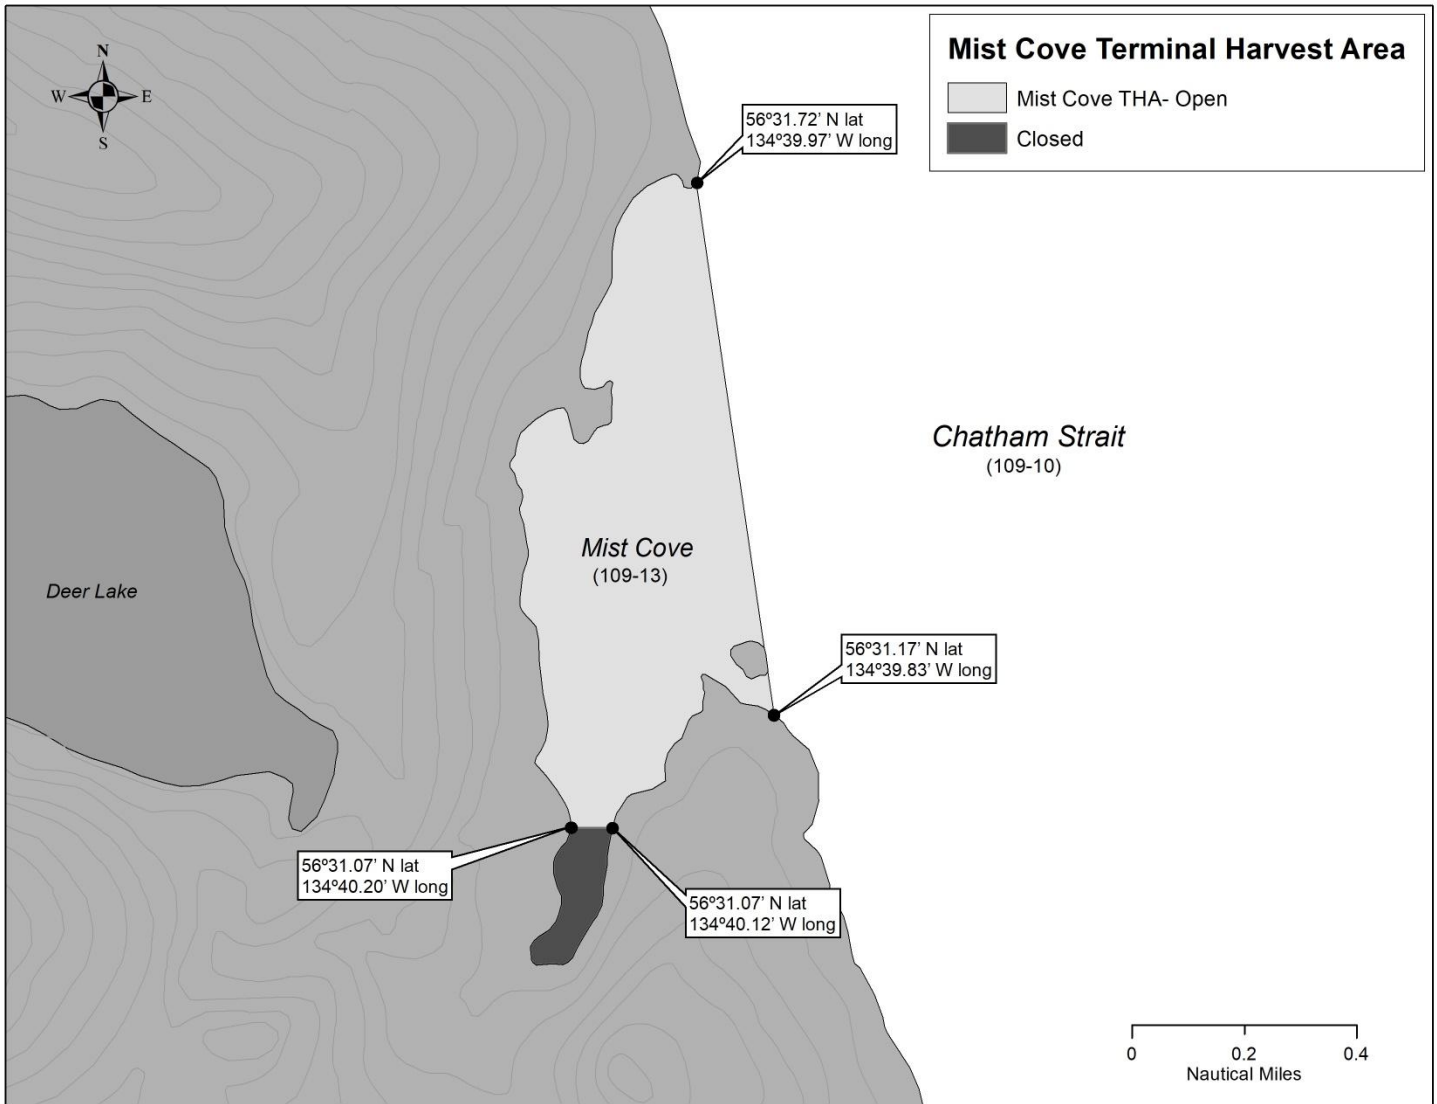 N
W E
S
Mist Cove Terminal Harvest Area
Mist Cove THA- Open
Closed
56º31.72’ N lat
134º39.97’ W long
Chatham Strait
(109-10)
Mist Cove
(109-13)
Deer Lake
56º31.17’ N lat
134º39.83’ W long
56º31.07’ N lat
134º40.20’ W long
56º31.07’ N lat
134º40.12’ W long
0 0.2 0.4
Nautical Miles